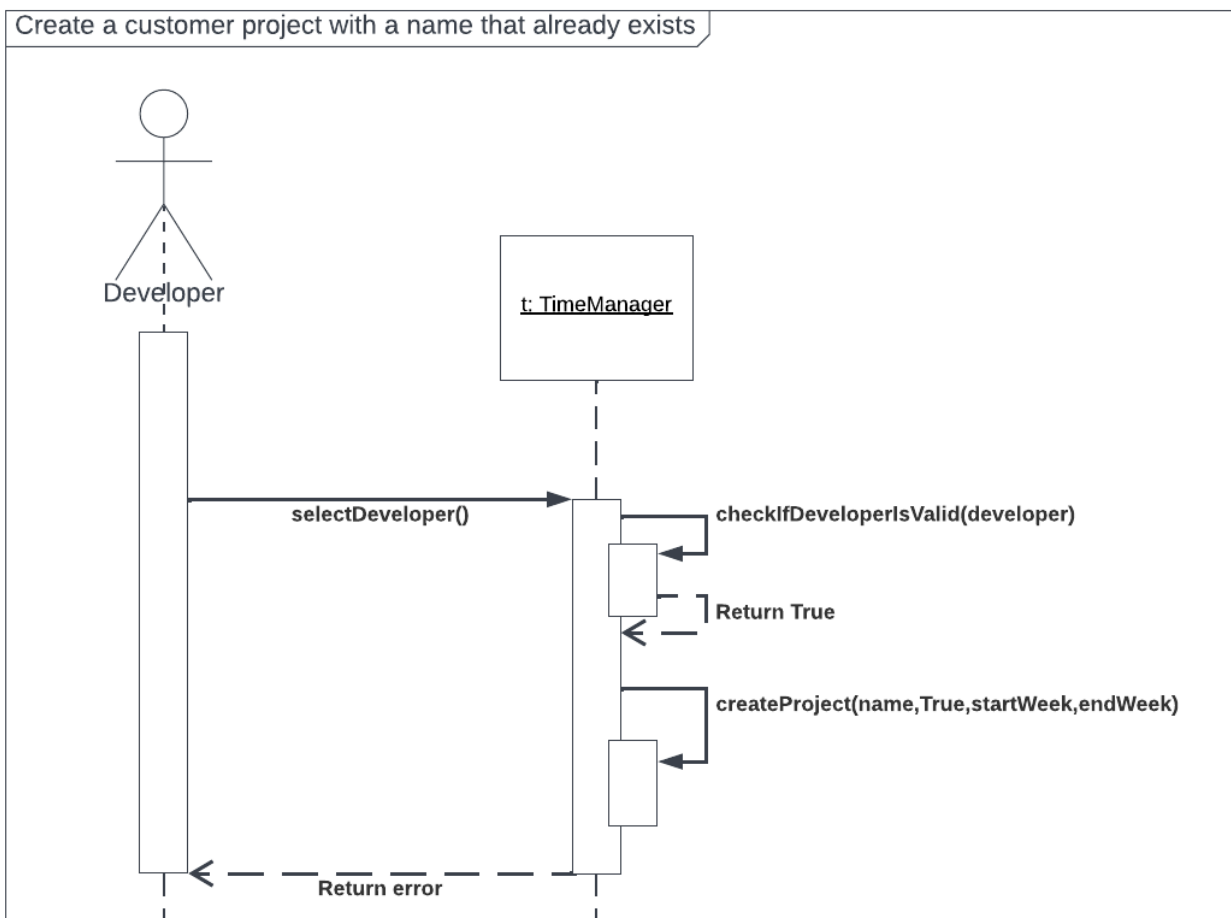 Create a customer project with a name that already exists
Developer
t: TimeManager
selectDeveloper()
checkIfDeveloperIsValid(developer)
Return True
createProject(name,True,startWeek,endWeek)
Return error